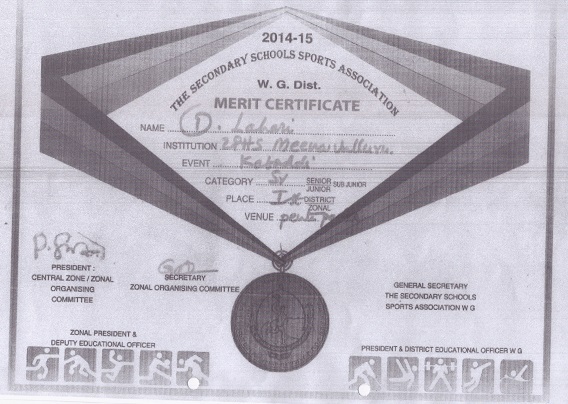 2014-15
THE SECONDARY SCHOOLS SPORTS ASSOCIATION
W. G. Dist.
MERIT CERTIFICATE
NAME D. Lahari
INSTITUTION ZPHS
EVENT Kabaddi
CATEGORY Sr SENIOR SUB JUNIOR
JUNIOR
PLACE Ist DISTRICT
ZONAL
VENUE
PRESIDENT :
CENTRAL ZONE / ZONAL
ORGANISING
COMMITTEE
SECRETARY
ZONAL ORGANISING COMMITTEE
GENERAL SECRETARY
THE SECONDARY SCHOOLS
SPORTS ASSOCIATION W G
ZONAL PRESIDENT &
DEPUTY EDUCATIONAL OFFICER
PRESIDENT & DISTRICT EDUCATIONAL OFFICER W G